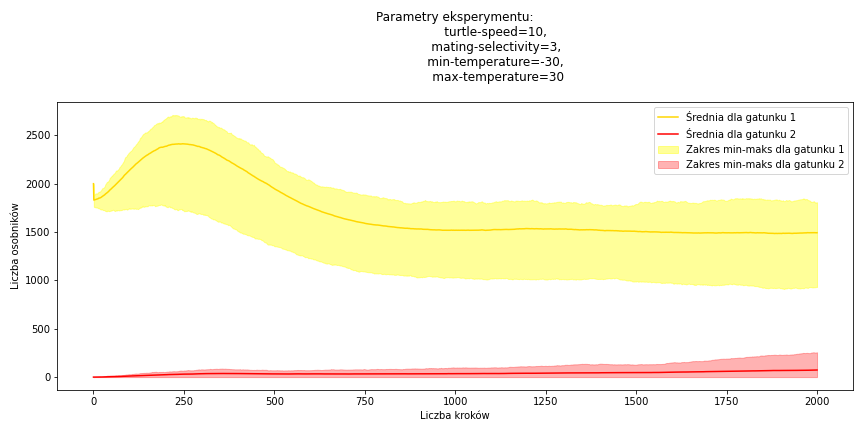 Parametry eksperymentu:
turtle-speed=10,
mating-selectivity=3,
min-temperature=-30,
max-temperature=30
Średnia dla gatunku 1
Średnia dla gatunku 2
Zakres min-maks dla gatunku 1
Zakres min-maks dla gatunku 2
Liczba osobników
2500
2000
1500
1000
500
0
0 250 500 750 1000 1250 1500 1750 2000
Liczba kroków